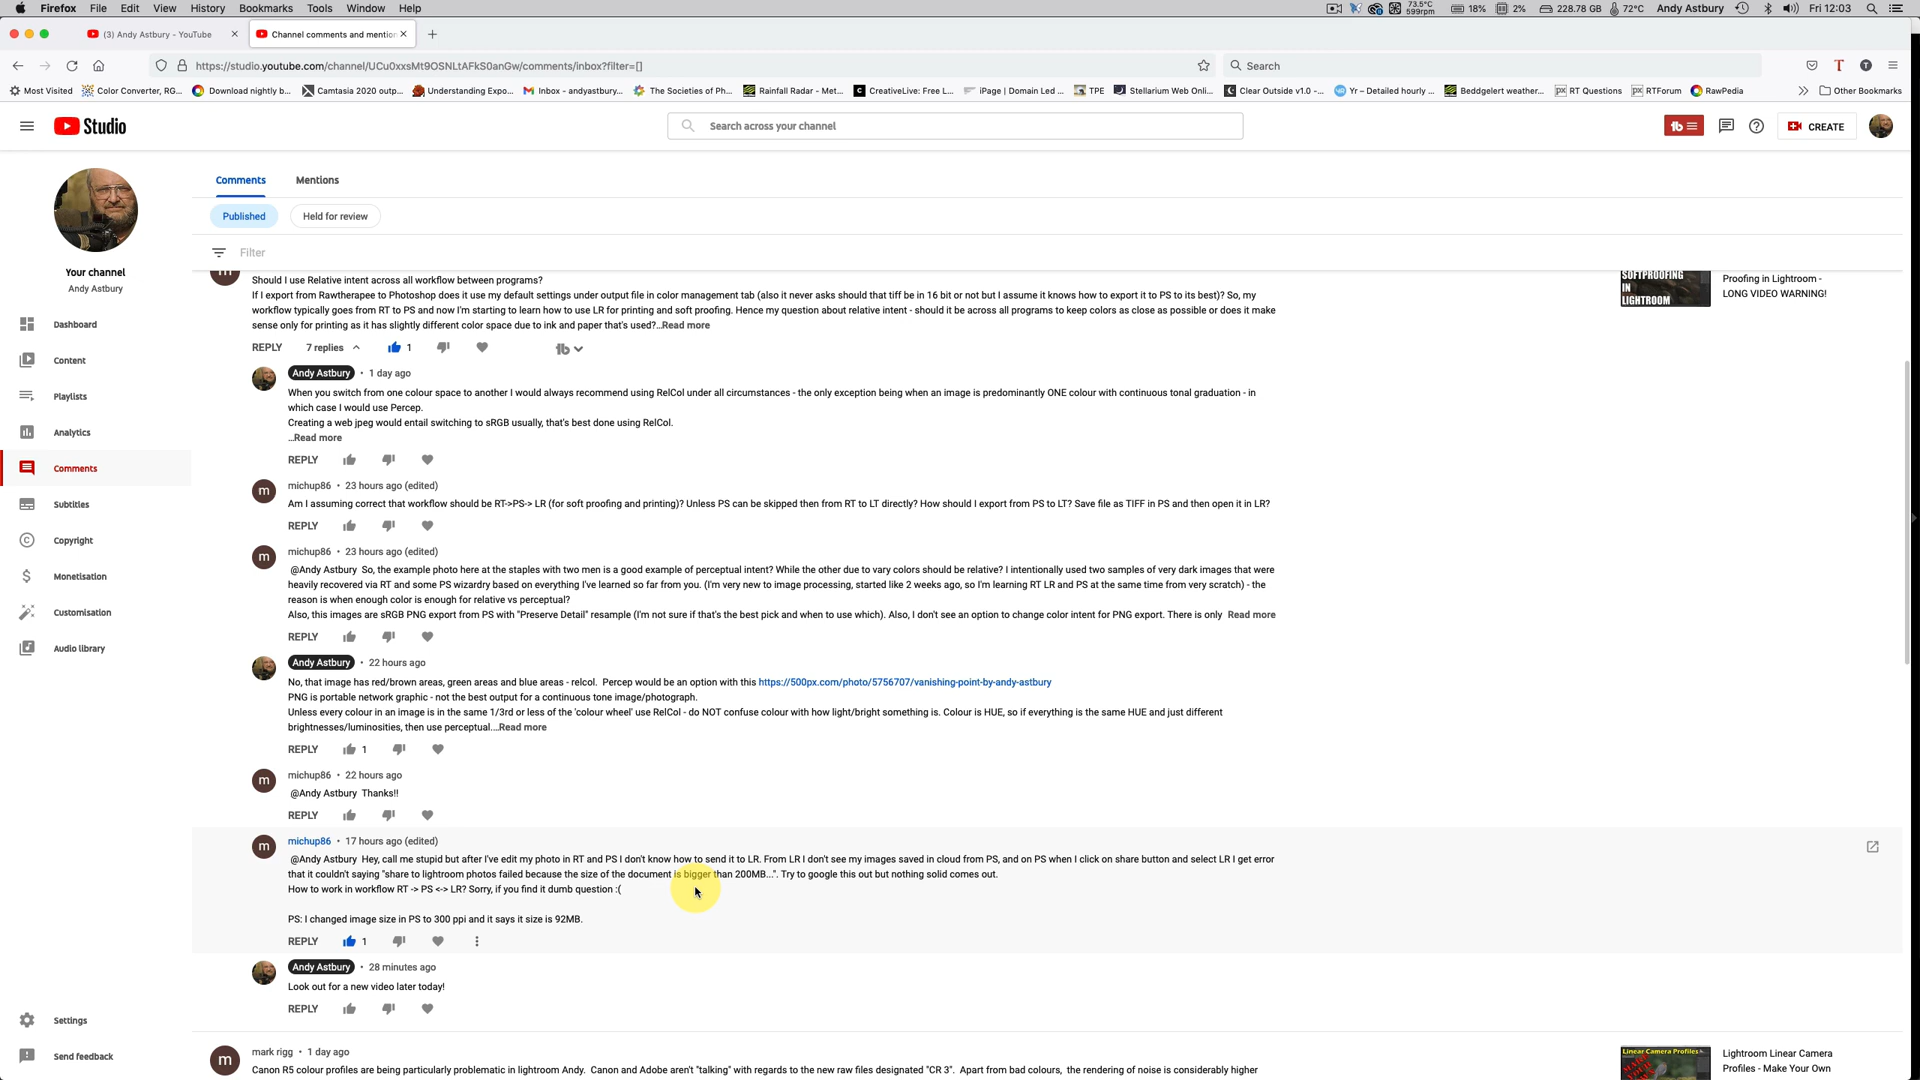 Firefox File Edit View History Bookmarks Tools Window Help
73.5°C 599rpm 18% 2% 228.78 GB 72°C Andy Astbury Fri 12:03
(3) Andy Astbury - YouTube
Channel comments and mention
https://studio.youtube.com/channel/UCu0xxsMt9OSNLtAFkS0anGw/comments/inbox?filter=[]
Search
Most Visited Color Converter, RG... Download nightly b... Camtasia 2020 outp... Understanding Expo... Inbox - andyastbury... The Societies of Ph... Rainfall Radar - Met... CreativeLive: Free L... iPage | Domain Led ... TPE Stellarium Web Onli... Clear Outside v1.0 -... Yr – Detailed hourly ... Beddgelert weather... RT Questions RTForum RawPedia Other Bookmarks
Studio
Search across your channel
CREATE
Your channel
Andy Astbury
Dashboard
Content
Playlists
Analytics
Comments
Subtitles
Copyright
Monetisation
Customisation
Audio library
Settings
Send feedback
Comments Mentions
Published Held for review
Filter
Should I use Relative intent across all workflow between programs?
If I export from Rawtherapee to Photoshop does it use my default settings under output file in color management tab (also it never asks should that tiff be in 16 bit or not but I assume it knows how to export it to PS to its best)? So, my
workflow typically goes from RT to PS and now I'm starting to learn how to use LR for printing and soft proofing. Hence my question about relative intent - should it be across all programs to keep colors as close as possible or does it make
sense only for printing as it has slightly different color space due to ink and paper that's used?...Read more
SOFTPROOFING
IN
LIGHTROOM
Proofing in Lightroom -
LONG VIDEO WARNING!
REPLY 7 replies 1
Andy Astbury • 1 day ago
When you switch from one colour space to another I would always recommend using RelCol under all circumstances - the only exception being when an image is predominantly ONE colour with continuous tonal graduation - in
which case I would use Percep.
Creating a web jpeg would entail switching to sRGB usually, that's best done using RelCol.
...Read more
REPLY
m
michup86 • 23 hours ago (edited)
Am I assuming correct that workflow should be RT->PS-> LR (for soft proofing and printing)? Unless PS can be skipped then from RT to LT directly? How should I export from PS to LT? Save file as TIFF in PS and then open it in LR?
REPLY
m
michup86 • 23 hours ago (edited)
@Andy Astbury So, the example photo here at the staples with two men is a good example of perceptual intent? While the other due to vary colors should be relative? I intentionally used two samples of very dark images that were
heavily recovered via RT and some PS wizardry based on everything I've learned so far from you. (I'm very new to image processing, started like 2 weeks ago, so I'm learning RT LR and PS at the same time from very scratch) - the
reason is when enough color is enough for relative vs perceptual?
Also, this images are sRGB PNG export from PS with "Preserve Detail" resample (I'm not sure if that's the best pick and when to use which). Also, I don't see an option to change color intent for PNG export. There is only Read more
REPLY
Andy Astbury • 22 hours ago
No, that image has red/brown areas, green areas and blue areas - relcol. Percep would be an option with this https://500px.com/photo/5756707/vanishing-point-by-andy-astbury
PNG is portable network graphic - not the best output for a continuous tone image/photograph.
Unless every colour in an image is in the same 1/3rd or less of the 'colour wheel' use RelCol - do NOT confuse colour with how light/bright something is. Colour is HUE, so if everything is the same HUE and just different
brightnesses/luminosities, then use perceptual....Read more
REPLY 1
m
michup86 • 22 hours ago
@Andy Astbury Thanks!!
REPLY
m
michup86 • 17 hours ago (edited)
@Andy Astbury Hey, call me stupid but after I've edit my photo in RT and PS I don't know how to send it to LR. From LR I don't see my images saved in cloud from PS, and on PS when I click on share button and select LR I get error
that it couldn't saying "share to lightroom photos failed because the size of the document is bigger than 200MB...". Try to google this out but nothing solid comes out.
How to work in workflow RT -> PS <-> LR? Sorry, if you find it dumb question :(
PS: I changed image size in PS to 300 ppi and it says it size is 92MB.
REPLY 1
Andy Astbury • 28 minutes ago
Look out for a new video later today!
REPLY
m
mark rigg • 1 day ago
Canon R5 colour profiles are being particularly problematic in lightroom Andy. Canon and Adobe aren't "talking" with regards to the new raw files designated "CR 3". Apart from bad colours, the rendering of noise is considerably higher
Linear Camera Profiles
Lightroom Linear Camera
Profiles - Make Your Own